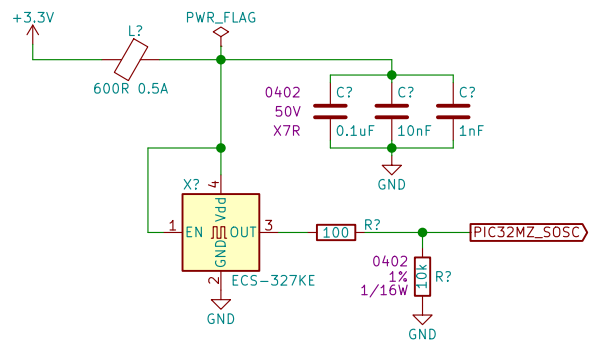 +3.3V
PWR_FLAG
L?
600R 0.5A
0402
50V
X7R
C?
0.1uF
C?
10nF
C?
1nF
GND
X?
4
Vdd
1
EN
OUT
3
GND
2
ECS-327KE
GND
100
R?
PIC32MZ_SOSC
0402
1%
1/16W
10k
R?
GND